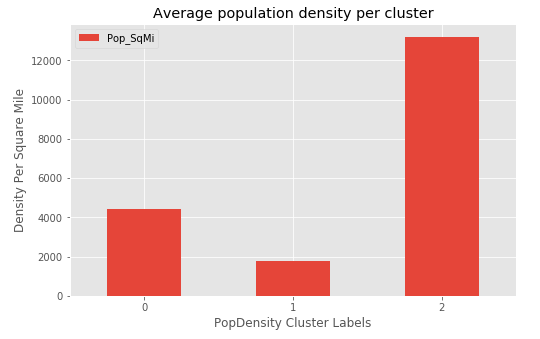 Average population density per cluster
Pop_SqMi
Density Per Square Mile
12000
10000
8000
6000
4000
2000
0
0 1 2
PopDensity Cluster Labels